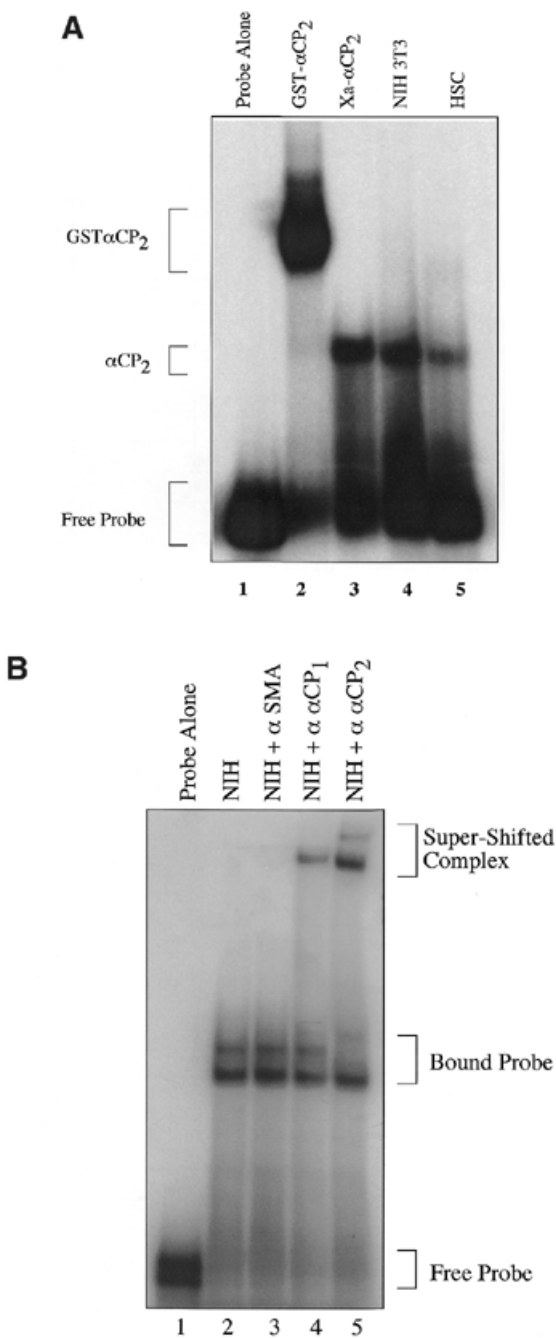 A
Probe Alone
GST-αCP2
Xa-αCP2
NIH 3T3
HSC
GSTαCP2
αCP2
Free Probe
1 2 3 4 5
B
Probe Alone
NIH
NIH + α SMA
NIH + α αCP1
NIH + α αCP2
Super-Shifted
Complex
Bound Probe
Free Probe
1 2 3 4 5